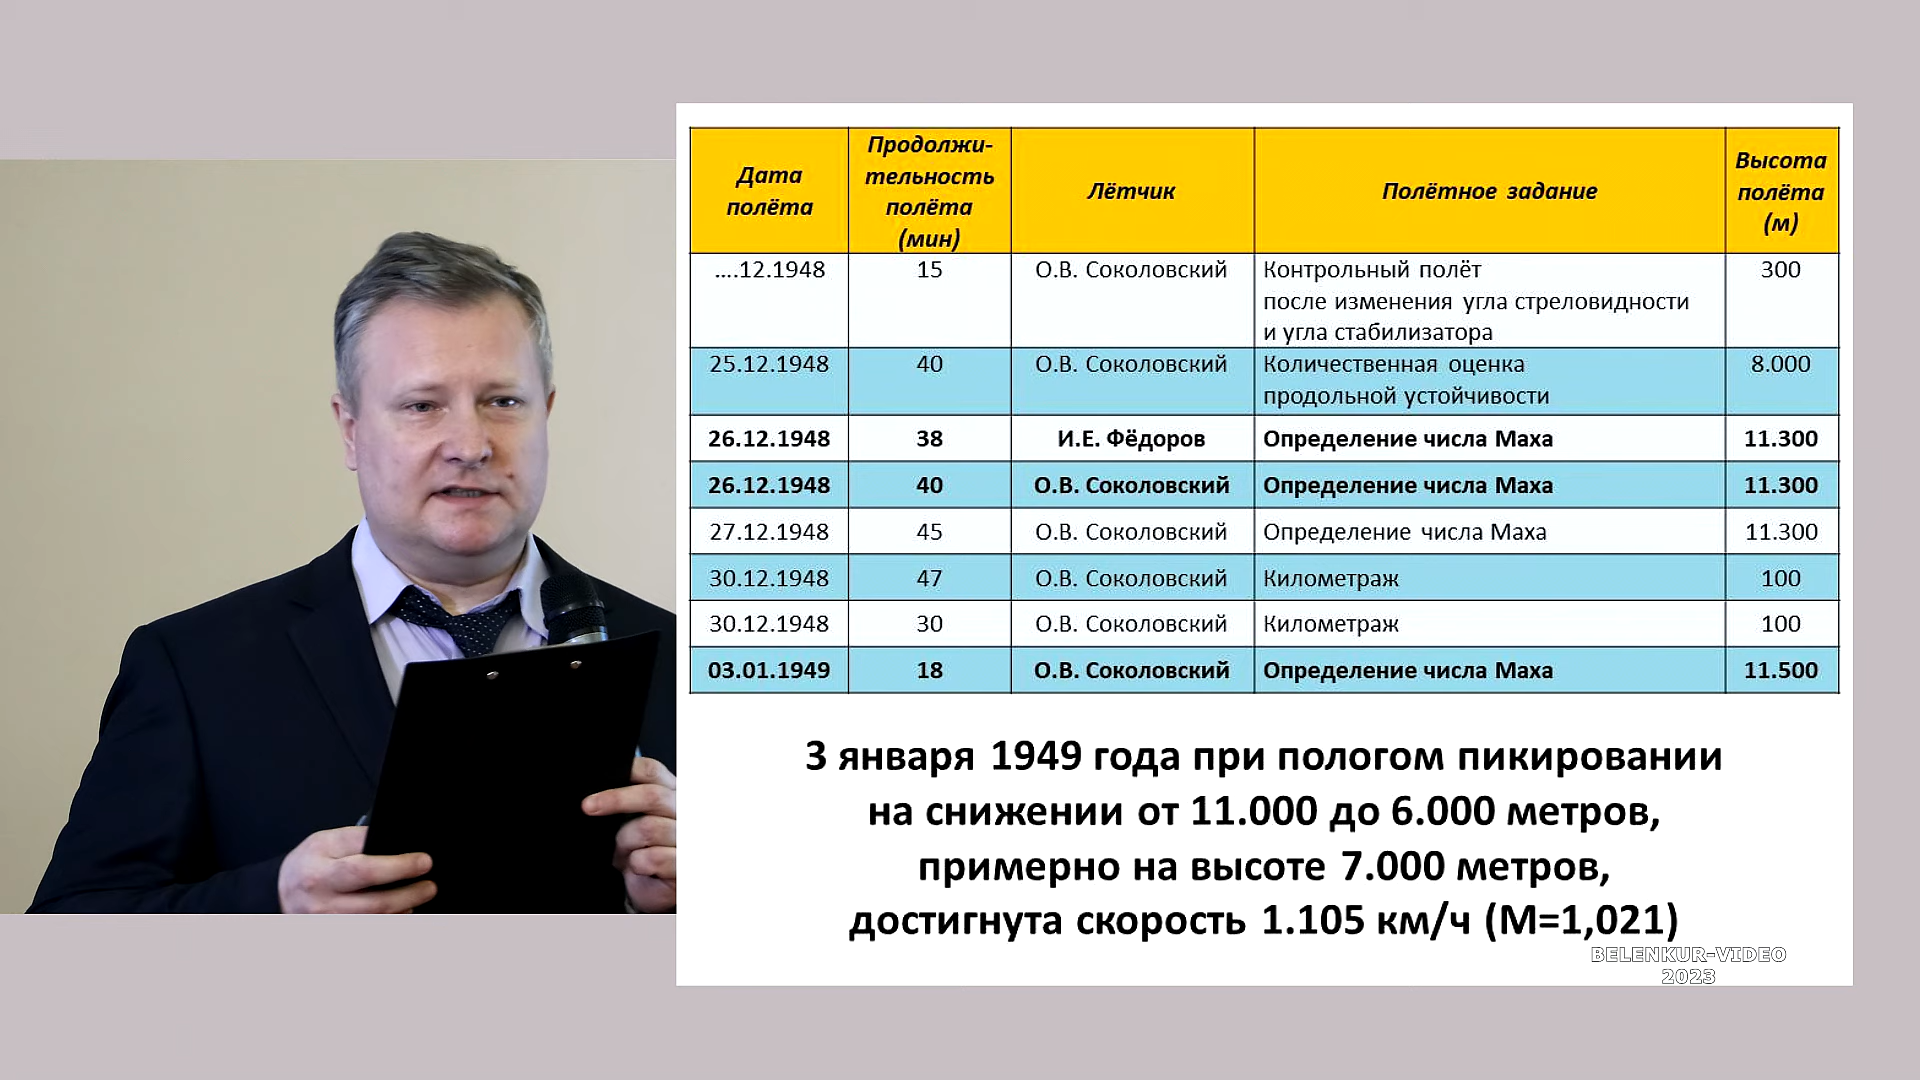 Дата
полёта
Продолжи-
тельность
полёта
(мин)
Лётчик
Полётное задание
Высота
полёта
(м)
....12.1948 15 О.В. Соколовский Контрольный полёт 300
после изменения угла стреловидности
и угла стабилизатора
25.12.1948 40 О.В. Соколовский Количественная оценка 8.000
продольной устойчивости
26.12.1948 38 И.Е. Фёдоров Определение числа Маха 11.300
26.12.1948 40 О.В. Соколовский Определение числа Маха 11.300
27.12.1948 45 О.В. Соколовский Определение числа Маха 11.300
30.12.1948 47 О.В. Соколовский Километраж 100
30.12.1948 30 О.В. Соколовский Километраж 100
03.01.1949 18 О.В. Соколовский Определение числа Маха 11.500
3 января 1949 года при пологом пикировании
на снижении от 11.000 до 6.000 метров,
примерно на высоте 7.000 метров,
достигнута скорость 1.105 км/ч (М=1,021)
BELENKUR-VIDEO
2023